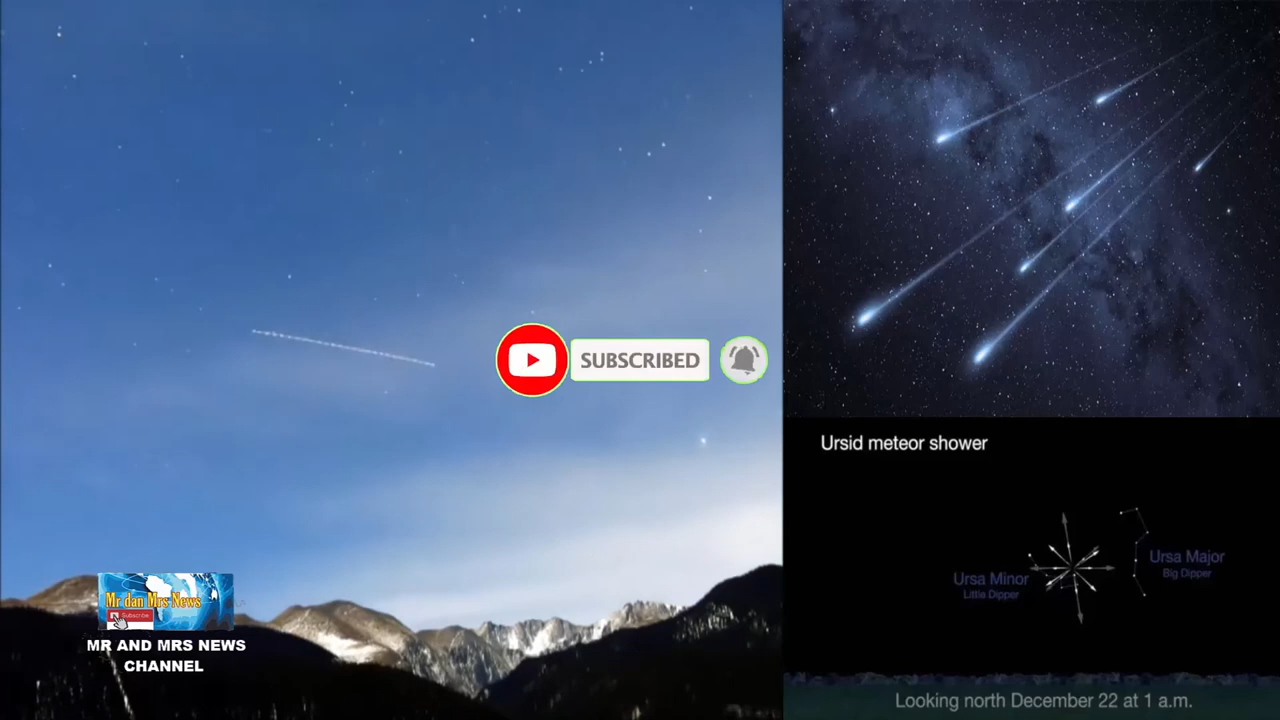 SUBSCRIBED
Mr dan Mrs News
Subscribe
MR AND MRS NEWS
CHANNEL
Ursid meteor shower
Ursa Major
Big Dipper
Ursa Minor
Little Dipper
Looking north December 22 at 1 a.m.